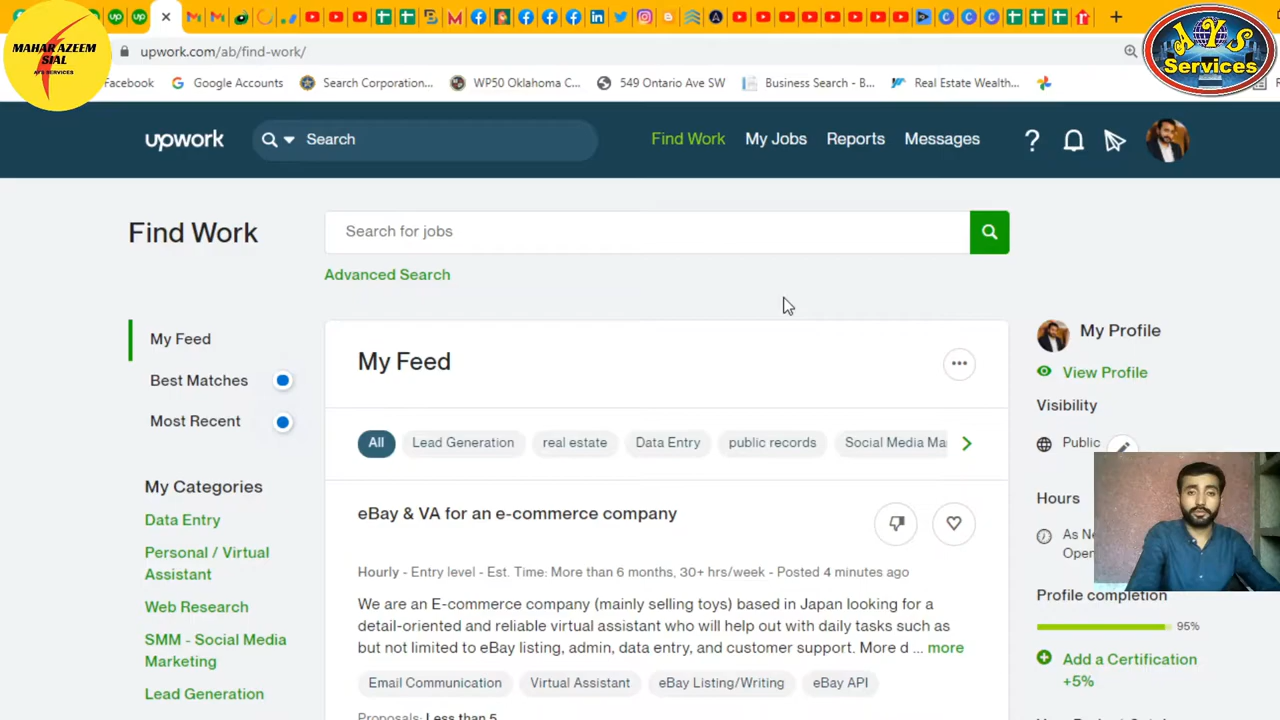 MAHAR AZEEM
SIAL
AYS SERVICES
AYS
Services
upwork.com/ab/find-work/
Facebook
Google Accounts
Search Corporation...
WP50 Oklahoma C...
549 Ontario Ave SW
Business Search - B...
Real Estate Wealth...
upwork
Search
Find Work
My Jobs
Reports
Messages
Find Work
Search for jobs
Advanced Search
My Feed
Best Matches
Most Recent
My Categories
Data Entry
Personal / Virtual
Assistant
Web Research
SMM - Social Media
Marketing
Lead Generation
My Feed
All
Lead Generation
real estate
Data Entry
public records
Social Media Ma
eBay & VA for an e-commerce company
Hourly - Entry level - Est. Time: More than 6 months, 30+ hrs/week - Posted 4 minutes ago
We are an E-commerce company (mainly selling toys) based in Japan looking for a
detail-oriented and reliable virtual assistant who will help out with daily tasks such as
but not limited to eBay listing, admin, data entry, and customer support. More d ... more
Email Communication
Virtual Assistant
eBay Listing/Writing
eBay API
Proposals: Less than 5
My Profile
View Profile
Visibility
Public
Hours
As Ne
Open
Profile completion
95%
Add a Certification
+5%